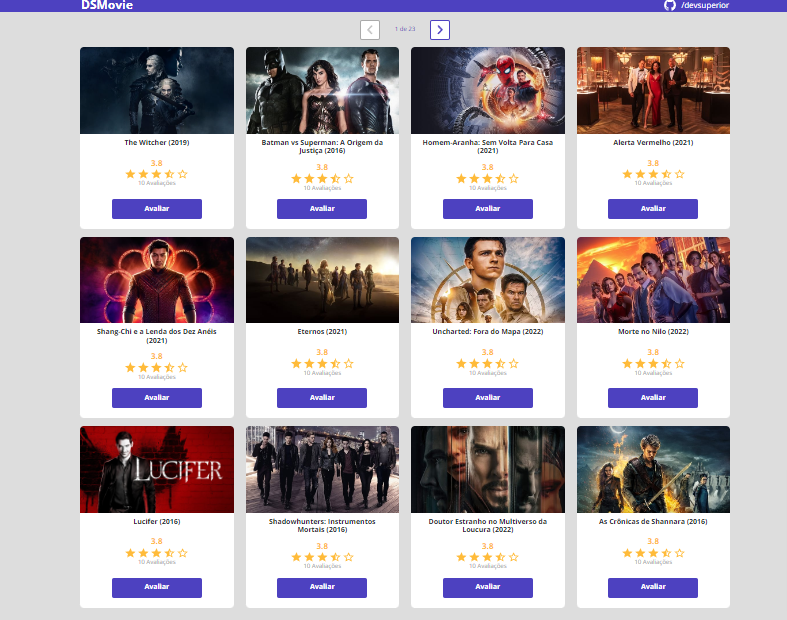 DSMovie
/devsuperior
1 de 23
The Witcher (2019)
3.8
10 Avaliações
Avaliar
Batman vs Superman: A Origem da
Justiça (2016)
3.8
10 Avaliações
Avaliar
Homem-Aranha: Sem Volta Para Casa
(2021)
3.8
10 Avaliações
Avaliar
Alerta Vermelho (2021)
3.8
10 Avaliações
Avaliar
Shang-Chi e a Lenda dos Dez Anéis
(2021)
3.8
10 Avaliações
Avaliar
Eternos (2021)
3.8
10 Avaliações
Avaliar
Uncharted: Fora do Mapa (2022)
3.8
10 Avaliações
Avaliar
Morte no Nilo (2022)
3.8
10 Avaliações
Avaliar
LUCIFER
Lucifer (2016)
3.8
10 Avaliações
Avaliar
Shadowhunters: Instrumentos
Mortais (2016)
3.8
10 Avaliações
Avaliar
Doutor Estranho no Multiverso da
Loucura (2022)
3.8
10 Avaliações
Avaliar
As Crônicas de Shannara (2016)
3.8
10 Avaliações
Avaliar